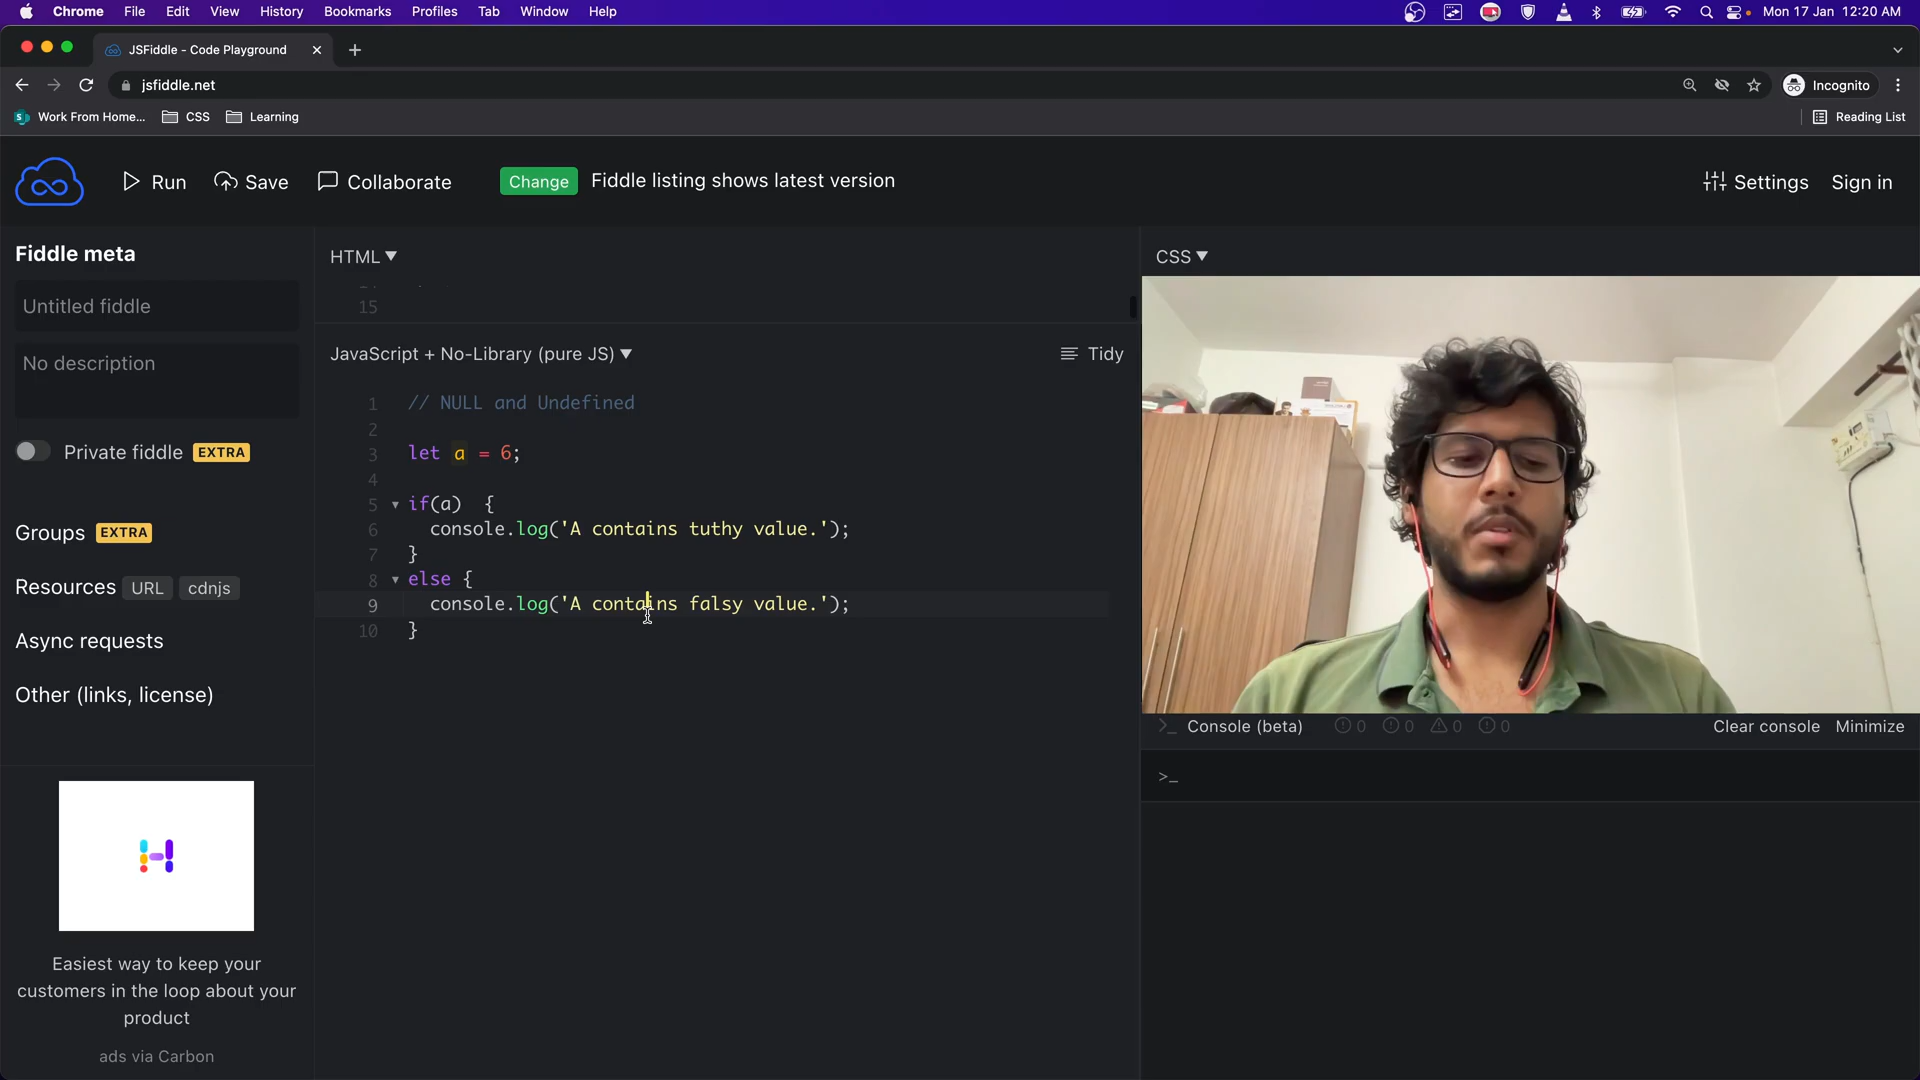 Chrome File Edit View History Bookmarks Profiles Tab Window Help Mon 17 Jan 12:20 AM
JSFiddle - Code Playground
jsfiddle.net Incognito
Work From Home... CSS Learning Reading List
Run Save Collaborate Change Fiddle listing shows latest version Settings Sign in
Fiddle meta
Untitled fiddle
No description
Private fiddle EXTRA
Groups EXTRA
Resources URL cdnjs
Async requests
Other (links, license)
Easiest way to keep your
customers in the loop about your
product
ads via Carbon
HTML ▼
15
JavaScript + No-Library (pure JS) ▼ Tidy
1 // NULL and Undefined
2
3 let a = 6;
4
5 if(a)  {
6 console.log('A contains tuthy value.');
7 }
8 else {
9 console.log('A contains falsy value.');
10 }
CSS ▼
>_ Console (beta) 0 0 0 0 Clear console Minimize
>_